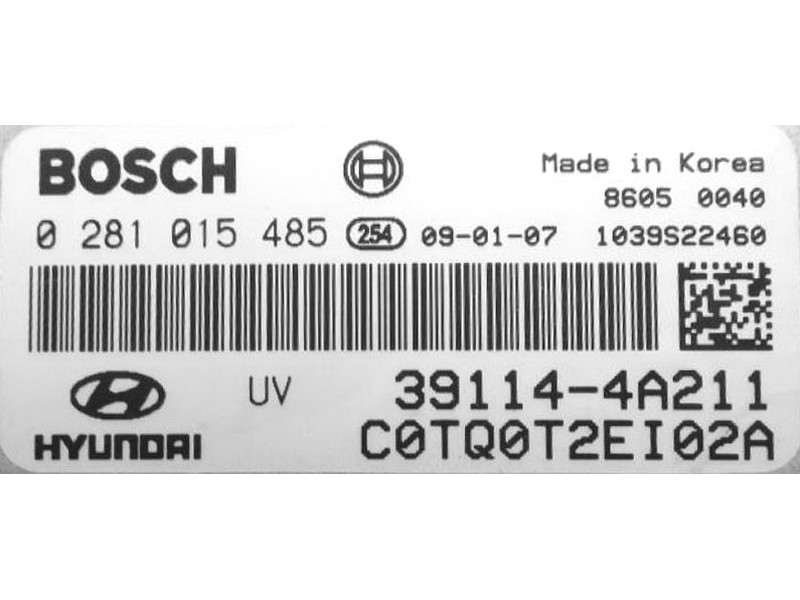 BOSCH
Made in Korea
8605 0040
0 281 015 485 254 09-01-07 1039S22460
UV 39114-4A211
HYUNDAI C0TQ0T2EI02A